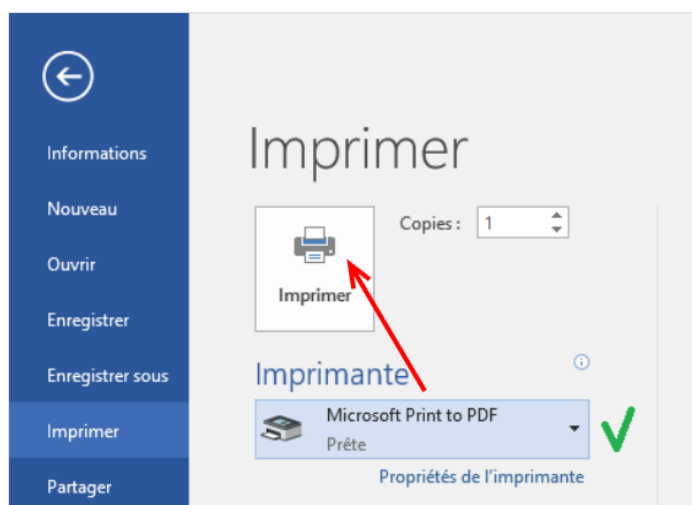 Informations
Nouveau
Ouvrir
Enregistrer
Enregistrer sous
Imprimer
Partager
Imprimer
Copies : 1
Imprimer
Imprimante
Microsoft Print to PDF
Prête
Propriétés de l'imprimante